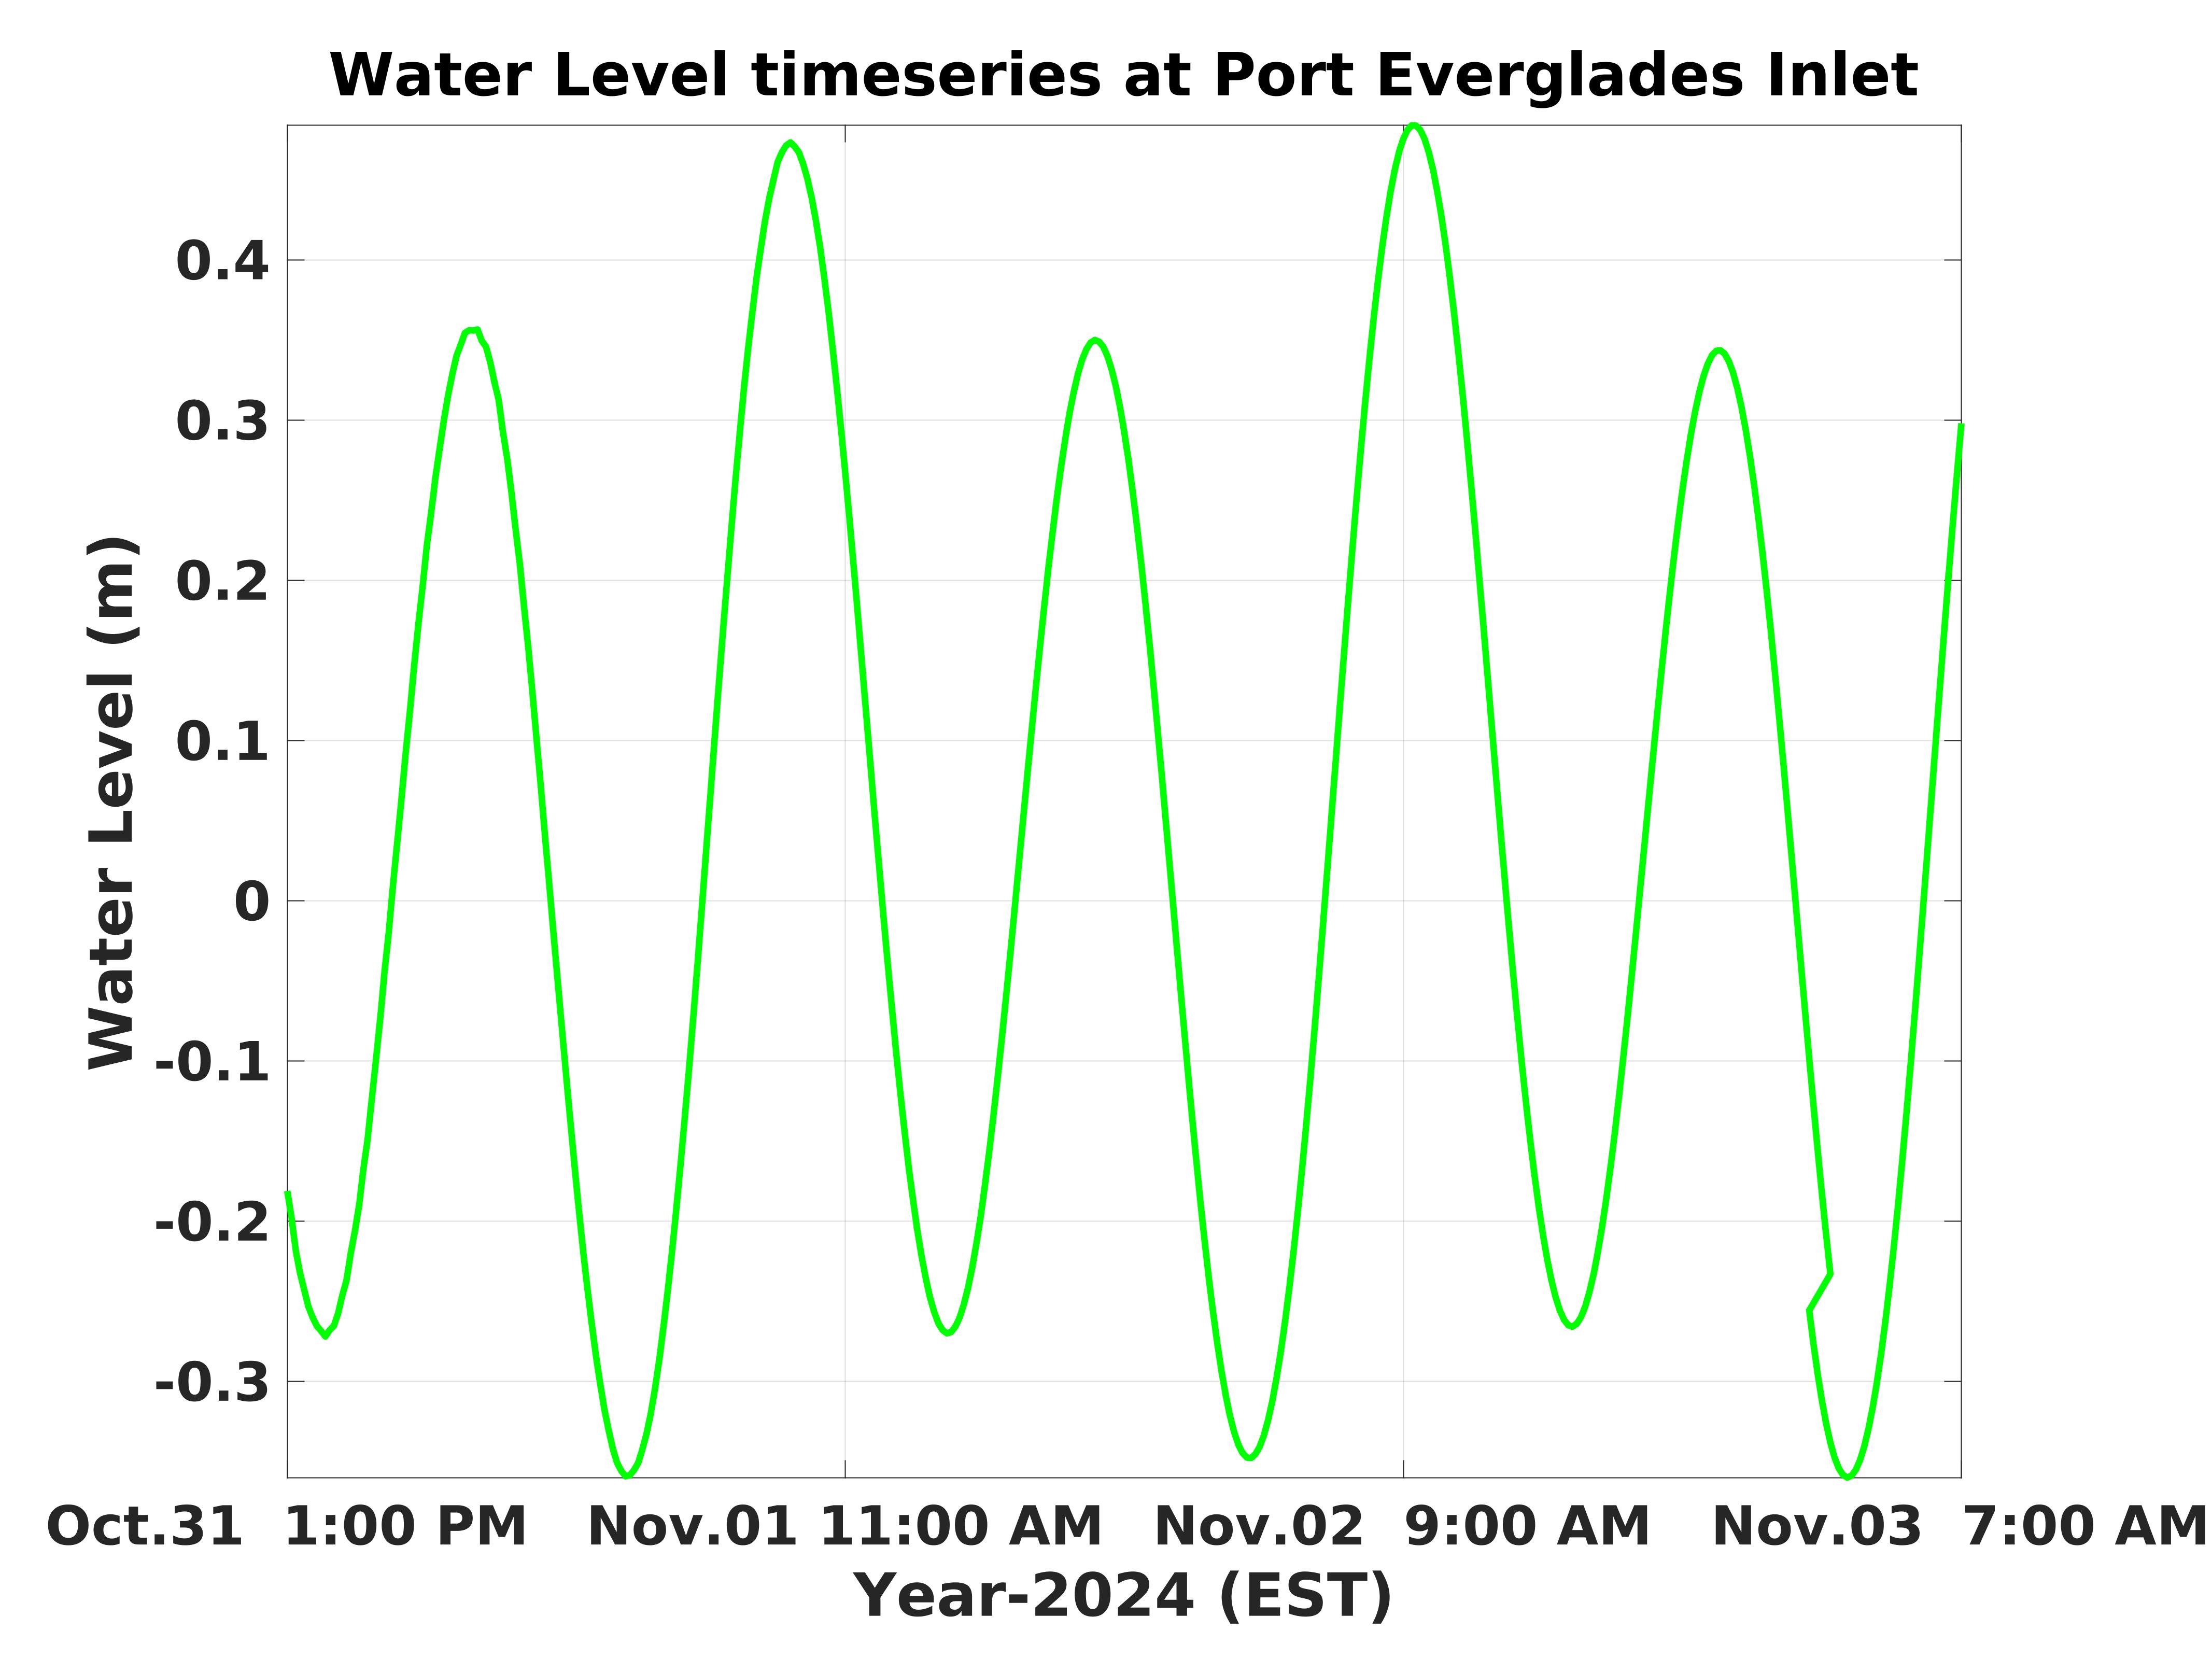 Water Level timeseries at Port Everglades Inlet
Water Level (m)
0.4
0.3
0.2
0.1
0
-0.1
-0.2
-0.3
Oct.31 1:00 PM Nov.01 11:00 AM Nov.02 9:00 AM Nov.03 7:00 AM
Year-2024 (EST)